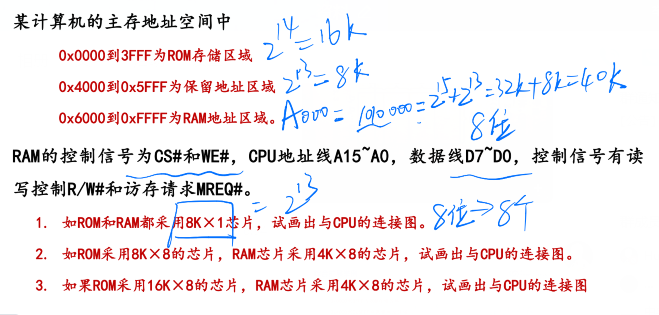 某计算机的主存地址空间中
0x0000到3FFF为ROM存储区域 2^14=16k
0x4000到0x5FFF为保留地址区域 2^13=8k
0x6000到0xFFFF为RAM地址区域。 A000= =2^15+2^13=32k+8k=40k
8位
RAM的控制信号为CS#和WE#，CPU地址线A15~A0，数据线D7~D0，控制信号有读
写控制R/W#和访存请求MREQ#。
=2^13
1. 如ROM和RAM都采用8K×1芯片，试画出与CPU的连接图。 8位⇒8个
2. 如ROM采用8K×8的芯片，RAM芯片采用4K×8的芯片，试画出与CPU的连接图。
3. 如果ROM采用16K×8的芯片，RAM芯片采用4K×8的芯片，试画出与CPU的连接图